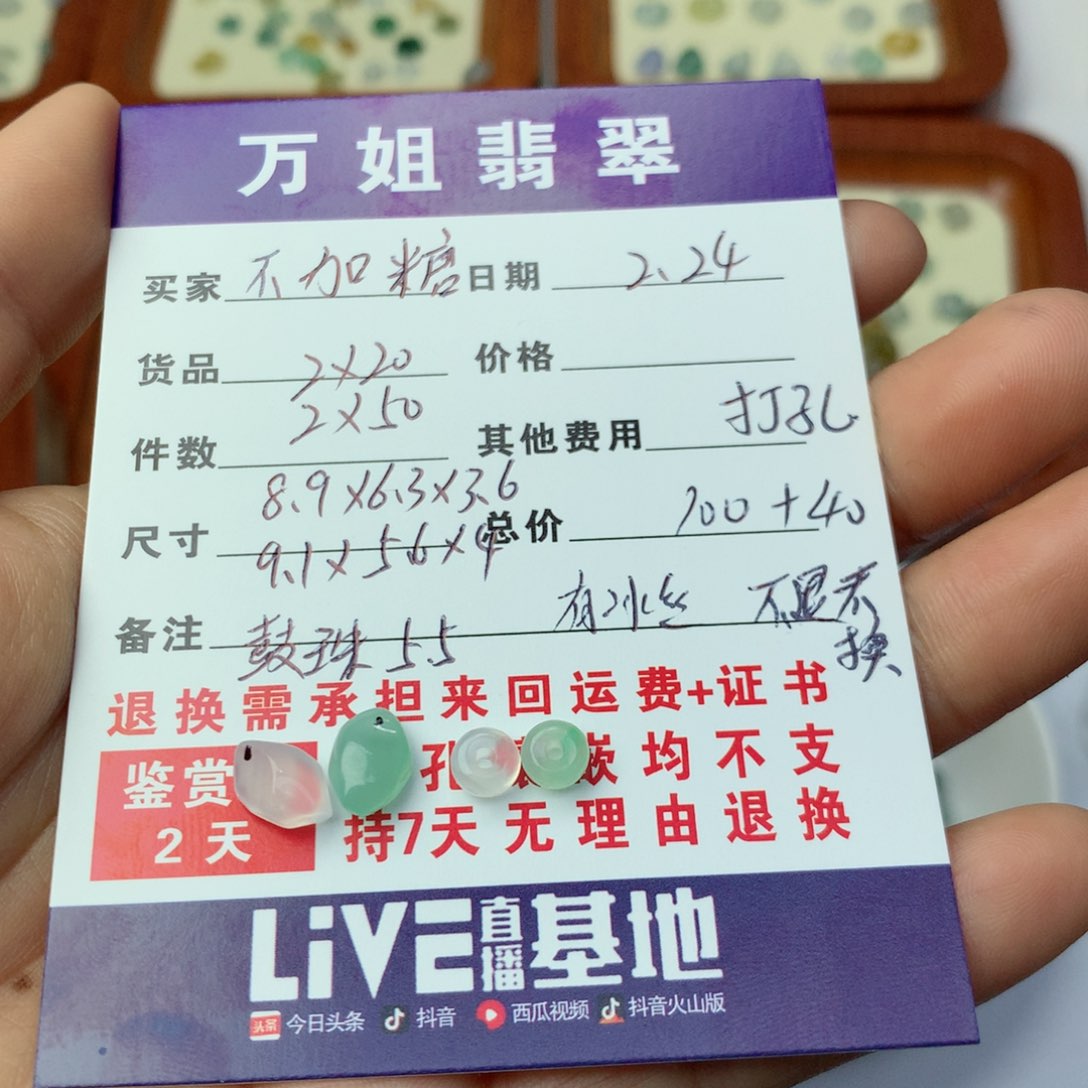 万姐翡翠
买家 不加糖 日期 2.24
货品 2×20 价格
2×50
件数 其他费用 打孔
8.9×6.3×3.6
尺寸 9.1×5.6×4 总价 100+40
备注 鼓珠 5.5 有冰丝 不显不
换
退换需承担来回运费+证书
鉴赏 孔 嵌均不支
2天 持7天无理由退换
LiVE直播基地
头条 今日头条 抖音 西瓜视频 抖音火山版